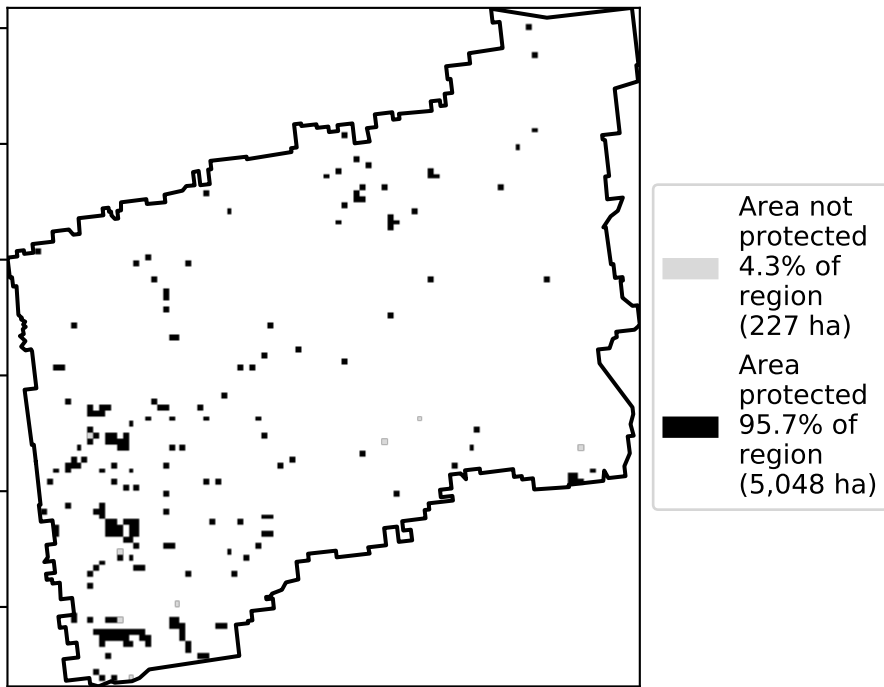 Area not
protected
4.3% of
region
(227 ha)
Area
protected
95.7% of
region
(5,048 ha)